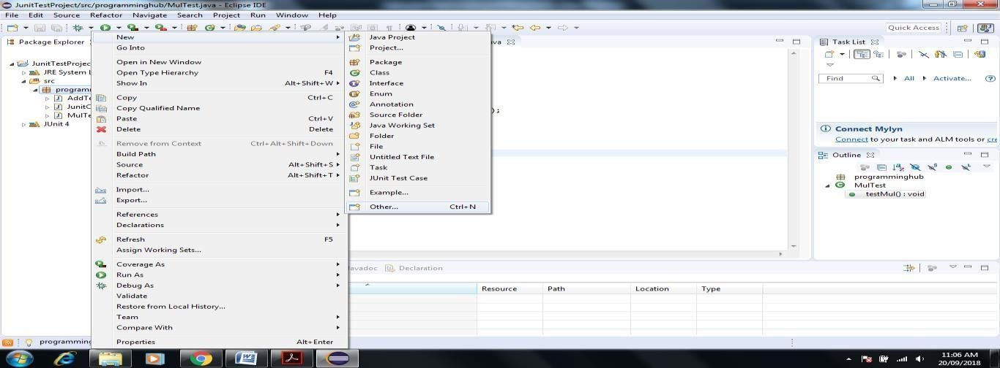 JunitTestProject/src/programminghub/MulTest.java - Eclipse IDE
File Edit Source Refactor Navigate Search Project Run Window Help
Quick Access
Package Explorer
JunitTestProjec
JRE System L
src
programm
AddTe
JunitC
MulTe
JUnit 4
New
Go Into
Open in New Window
Open Type Hierarchy F4
Show In Alt+Shift+W
Copy Ctrl+C
Copy Qualified Name
Paste Ctrl+V
Delete Delete
Remove from Context Ctrl+Alt+Shift+Down
Build Path
Source Alt+Shift+S
Refactor Alt+Shift+T
Import...
Export...
References
Declarations
Refresh F5
Assign Working Sets...
Coverage As
Run As
Debug As
Validate
Restore from Local History...
Team
Compare With
Properties Alt+Enter
Java Project
Project...
Package
Class
Interface
Enum
Annotation
Source Folder
Java Working Set
Folder
File
Untitled Text File
Task
JUnit Test Case
Example...
Other... Ctrl+N
ava
);
Task List
Find All Activate...
Connect Mylyn
Connect to your task and ALM tools or cre
Outline
programminghub
MulTest
testMul() : void
avadoc Declaration
Resource Path Location Type
programming
11:06 AM
20/09/2018